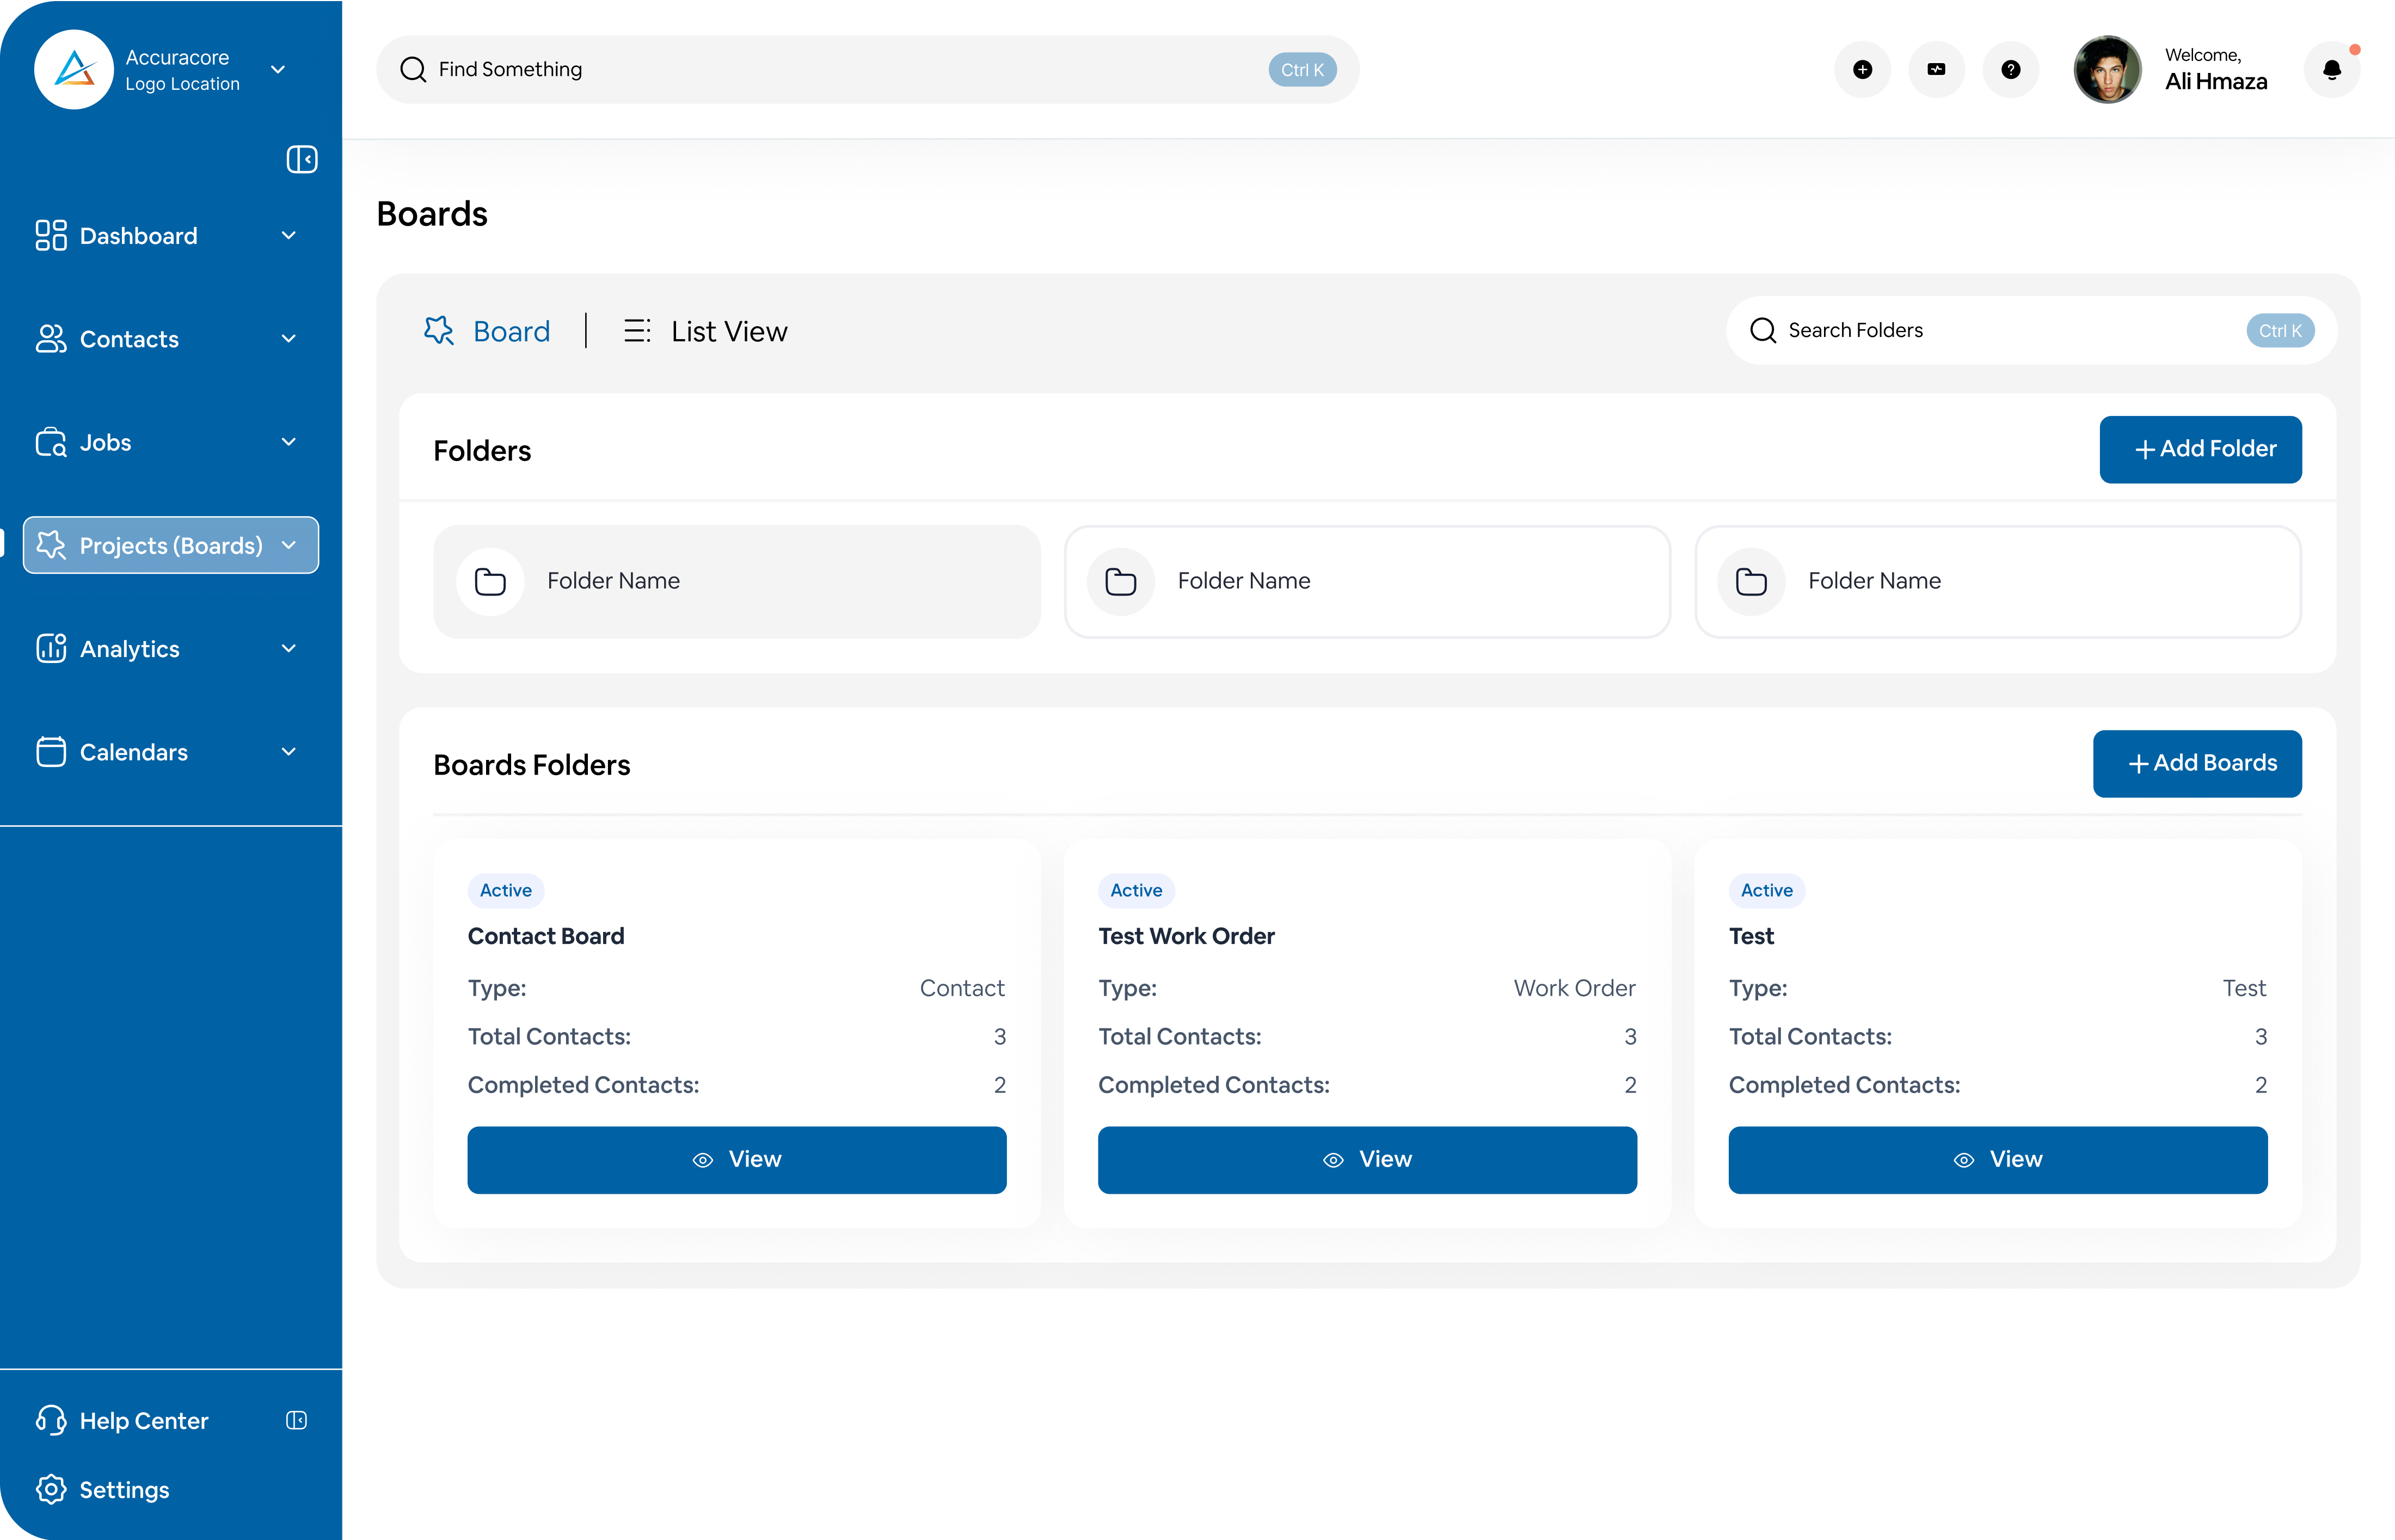 Accuracore
Logo Location
Dashboard
Contacts
Jobs
Projects (Boards)
Analytics
Calendars
Help Center
Settings
Find Something
Ctrl K
Welcome,
Ali Hmaza
Boards
Board
List View
Search Folders
Ctrl K
Folders
Add Folder
Folder Name
Folder Name
Folder Name
Boards Folders
Add Boards
Active
Contact Board
Type: Contact
Total Contacts: 3
Completed Contacts: 2
View
Active
Test Work Order
Type: Work Order
Total Contacts: 3
Completed Contacts: 2
View
Active
Test
Type: Test
Total Contacts: 3
Completed Contacts: 2
View